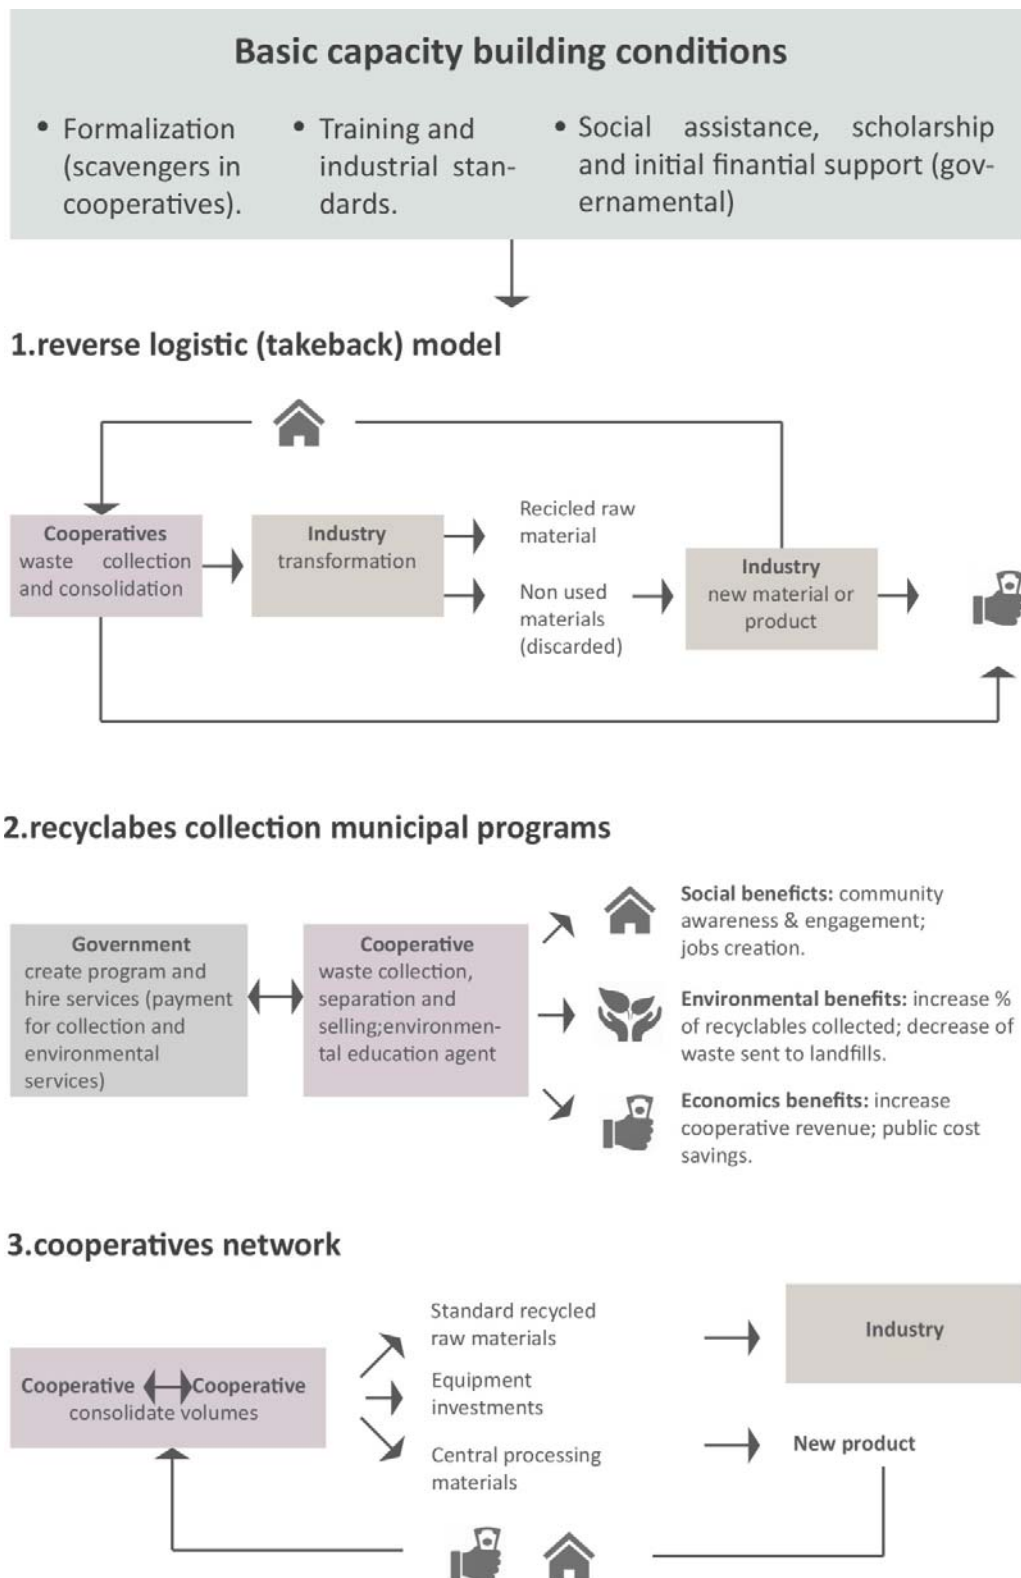 Basic capacity building conditions
• Formalization
(scavengers in
cooperatives).
• Training and
industrial stan-
dards.
• Social assistance, scholarship
and initial finantial support (gov-
ernamental)
1.reverse logistic (takeback) model
Cooperatives
waste collection
and consolidation
Industry
transformation
Recicled raw
material
Non used
materials
(discarded)
Industry
new material or
product
2.recyclabes collection municipal programs
Government
create program and
hire services (payment
for collection and
environmental
services)
Cooperative
waste collection,
separation and
selling;environmen-
tal education agent
Social beneficts: community
awareness & engagement;
jobs creation.
Environmental benefits: increase %
of recyclables collected; decrease of
waste sent to landfills.
Economics benefits: increase
cooperative revenue; public cost
savings.
3.cooperatives network
Cooperative Cooperative
consolidate volumes
Standard recycled
raw materials
Equipment
investments
Central processing
materials
Industry
New product